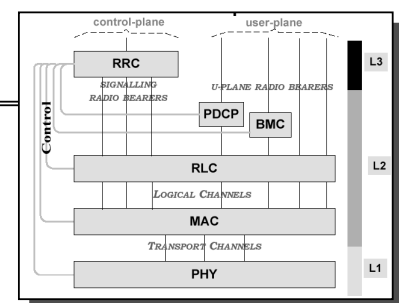 control-plane user-plane
RRC
L3
SIGNALLING
RADIO BEARERS
U-PLANE RADIO BEARERS
PDCP
BMC
Control
RLC
L2
LOGICAL CHANNELS
MAC
TRANSPORT CHANNELS
PHY
L1